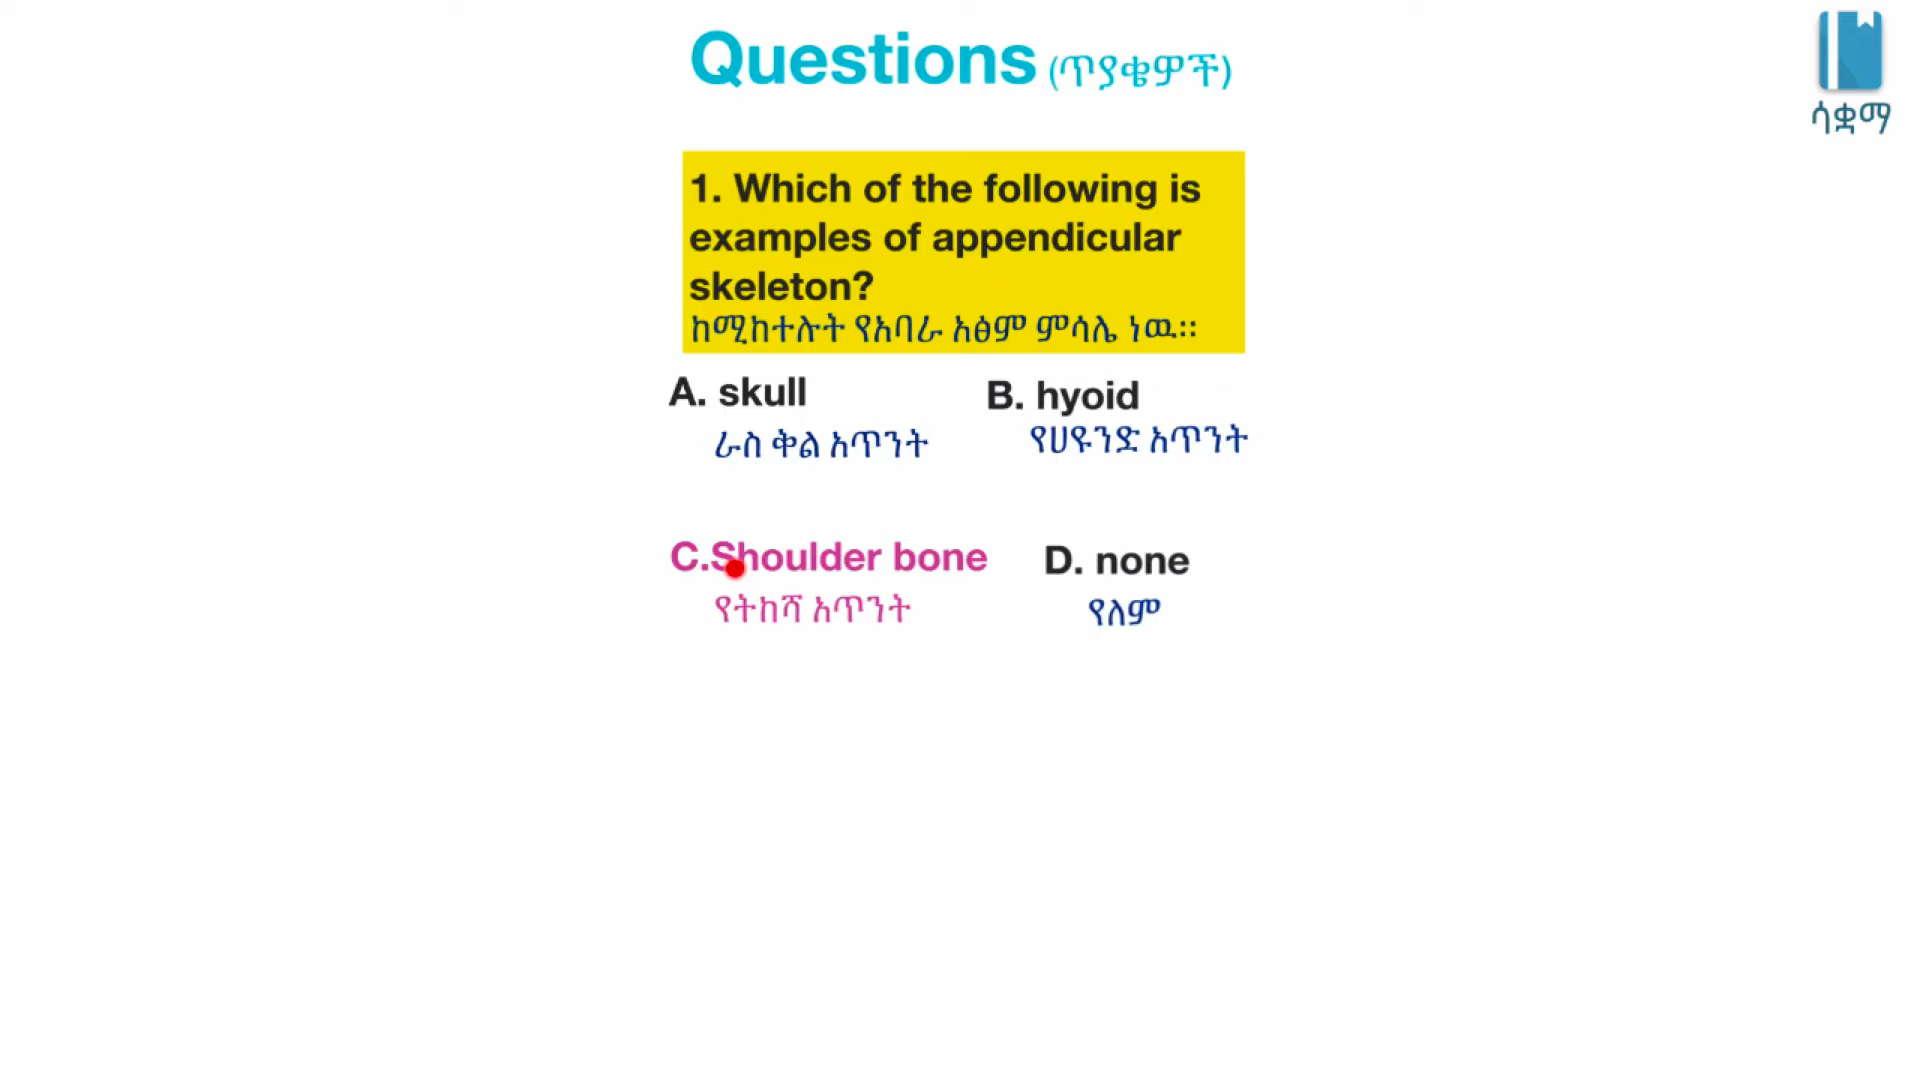 Questions (ጥያቄዎች)
ሳቋማ
1. Which of the following is
examples of appendicular
skeleton?
ከሚከተሉት የአባራ አፅም ምሳሌ ነዉ።
A. skull
ራስ ቅል አጥንት
B. hyoid
የሀዩንድ አጥንት
C.Shoulder bone
የትከሻ አጥንት
D. none
የለም